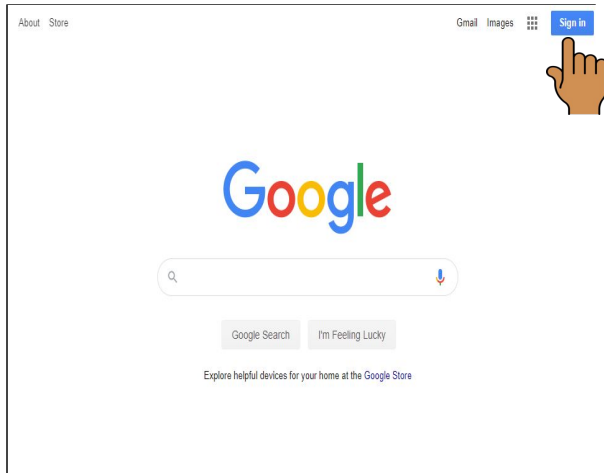 About Store Gmail Images Sign in
Google
Google Search I'm Feeling Lucky
Explore helpful devices for your home at the Google Store